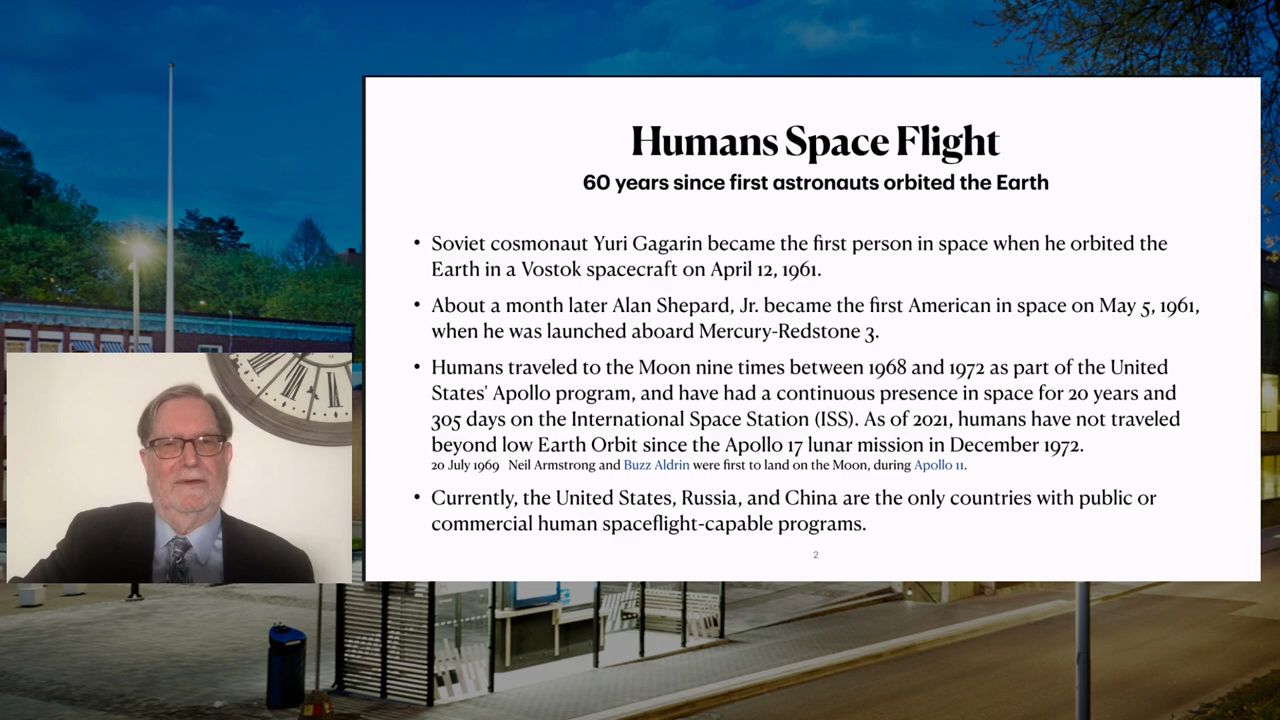 Humans Space Flight
60 years since first astronauts orbited the Earth
• Soviet cosmonaut Yuri Gagarin became the first person in space when he orbited the
Earth in a Vostok spacecraft on April 12, 1961.
• About a month later Alan Shepard, Jr. became the first American in space on May 5, 1961,
when he was launched aboard Mercury-Redstone 3.
• Humans traveled to the Moon nine times between 1968 and 1972 as part of the United
States' Apollo program, and have had a continuous presence in space for 20 years and
305 days on the International Space Station (ISS). As of 2021, humans have not traveled
beyond low Earth Orbit since the Apollo 17 lunar mission in December 1972.
20 July 1969 Neil Armstrong and Buzz Aldrin were first to land on the Moon, during Apollo 11.
• Currently, the United States, Russia, and China are the only countries with public or
commercial human spaceflight-capable programs.
2